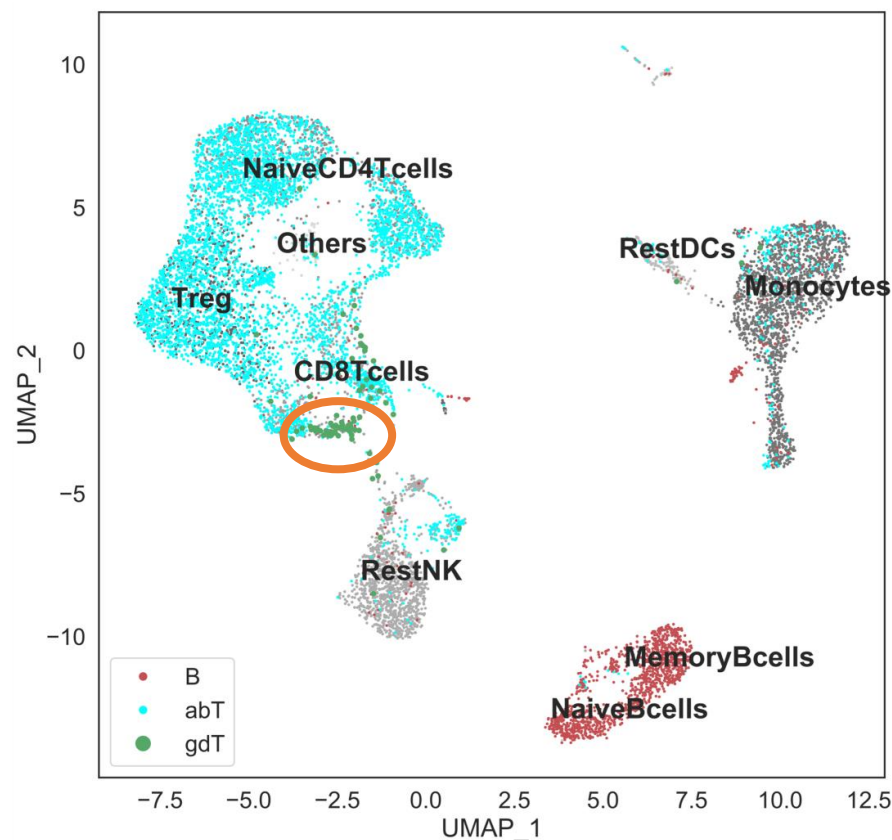 10
5
0
−5
−10
UMAP_2
NaiveCD4Tcells
Others
Treg
CD8Tcells
RestDCs
Monocytes
RestNK
MemoryBcells
NaiveBcells
B
abT
gdT
−7.5 −5.0 −2.5 0.0 2.5 5.0 7.5 10.0 12.5
UMAP_1